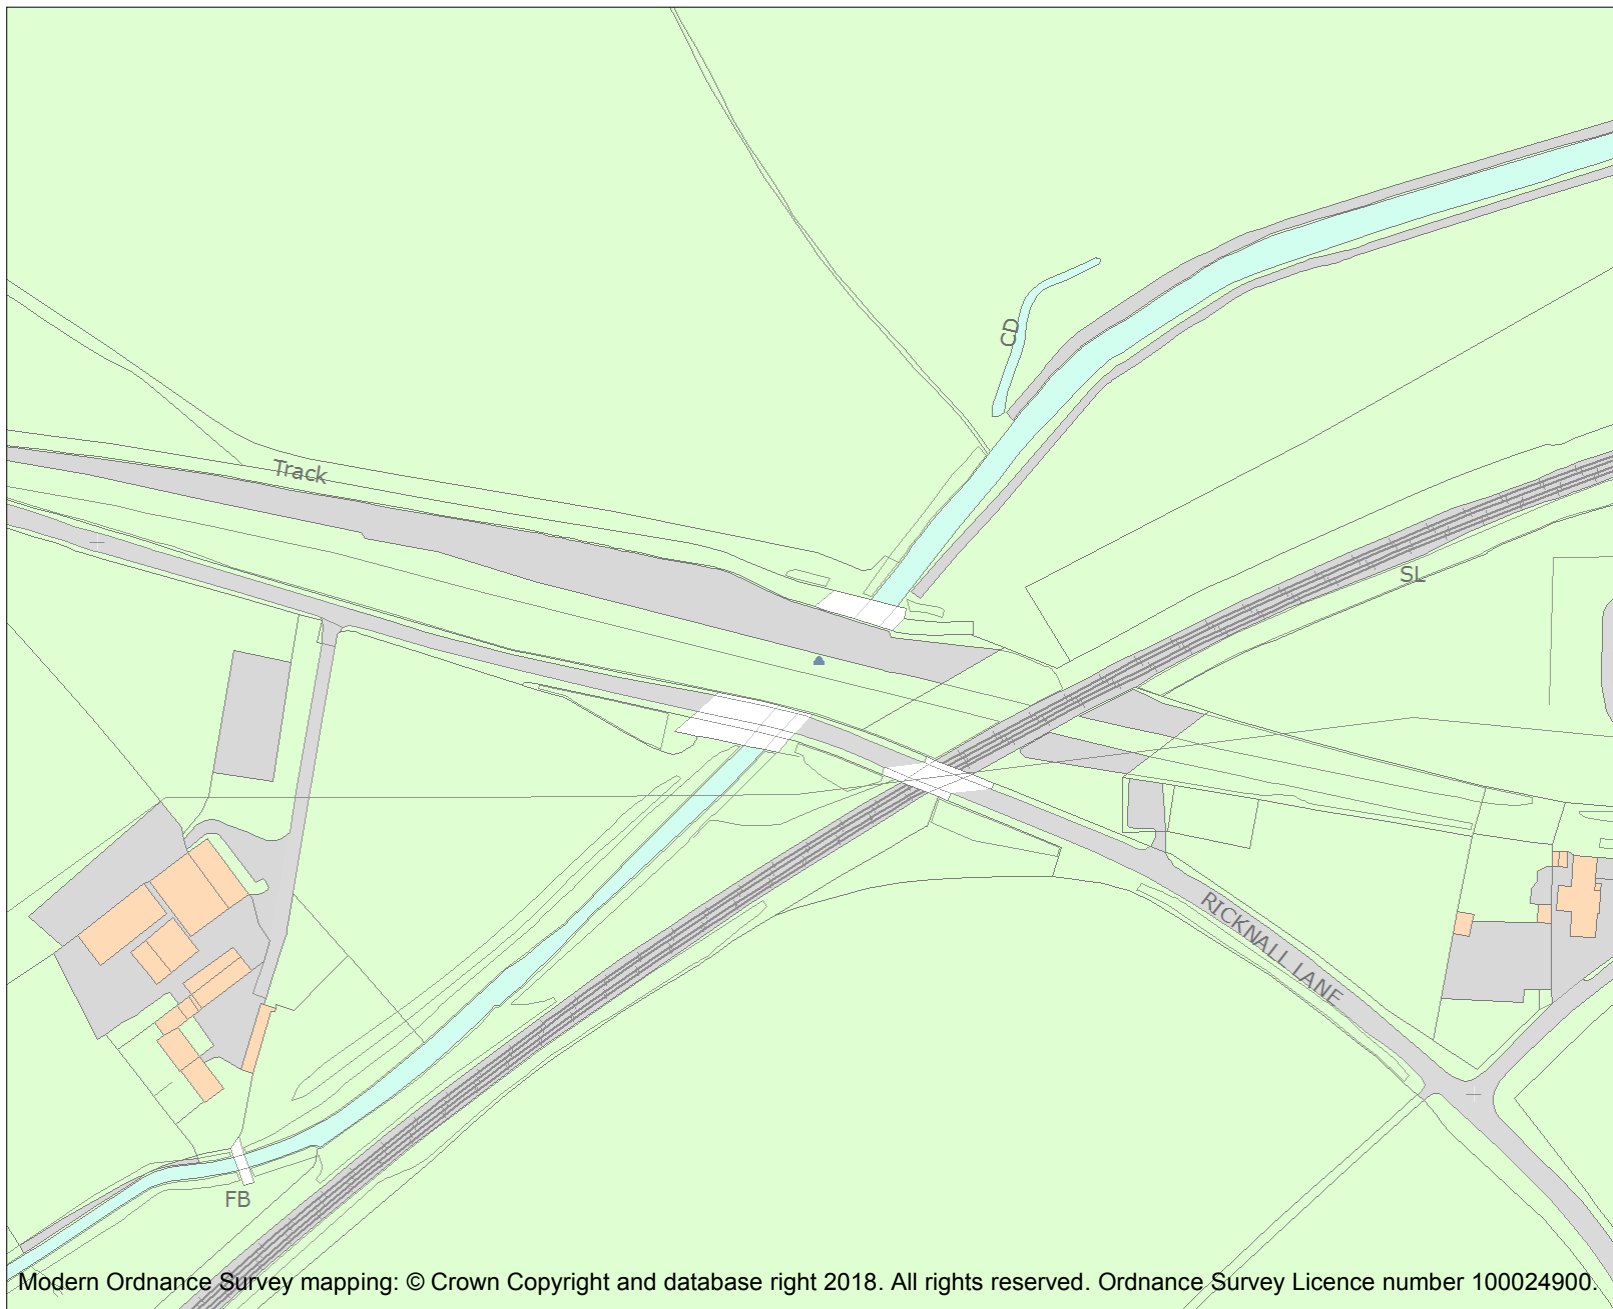 CD
Track
SL
RICKNALL LANE
FB
Modern Ordnance Survey mapping: © Crown Copyright and database right 2018. All rights reserved. Ordnance Survey Licence number 100024900.